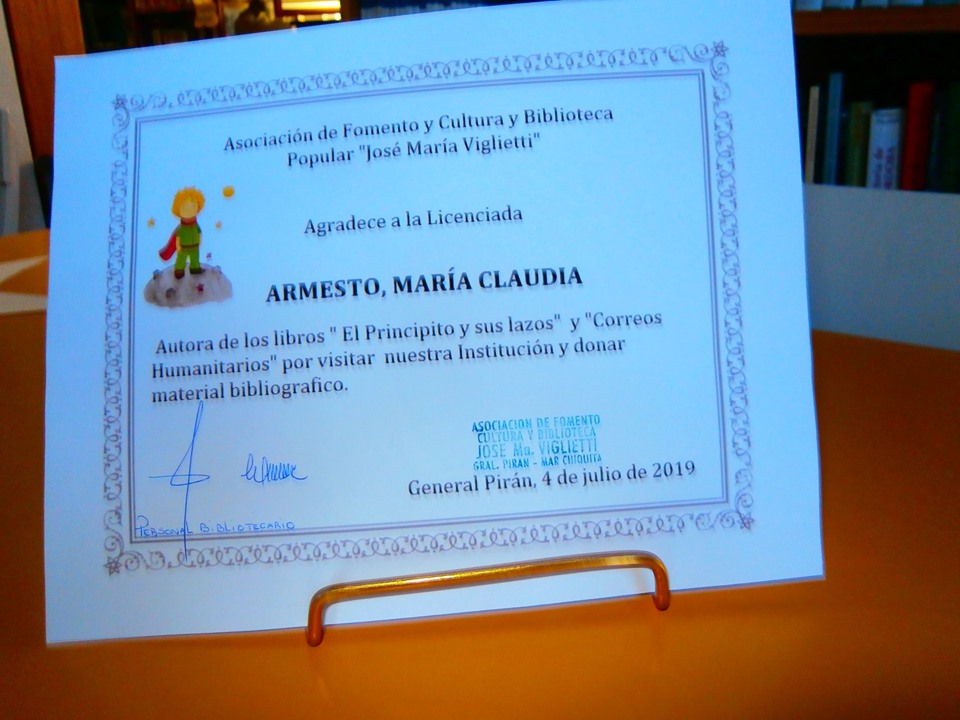 Asociación de Fomento y Cultura y Biblioteca
Popular "José María Viglietti"
Agradece a la Licenciada
ARMESTO, MARÍA CLAUDIA
Autora de los libros " El Principito y sus lazos" y "Correos
Humanitarios" por visitar nuestra Institución y donar
material bibliografico.
ASOCIACION DE FOMENTO
CULTURA Y BIBLIOTECA
JOSE Ma. VIGLIETTI
GRAL. PIRAN - MAR CHIQUITA
General Pirán, 4 de julio de 2019
PERSONAL BIBLIOTECARIO